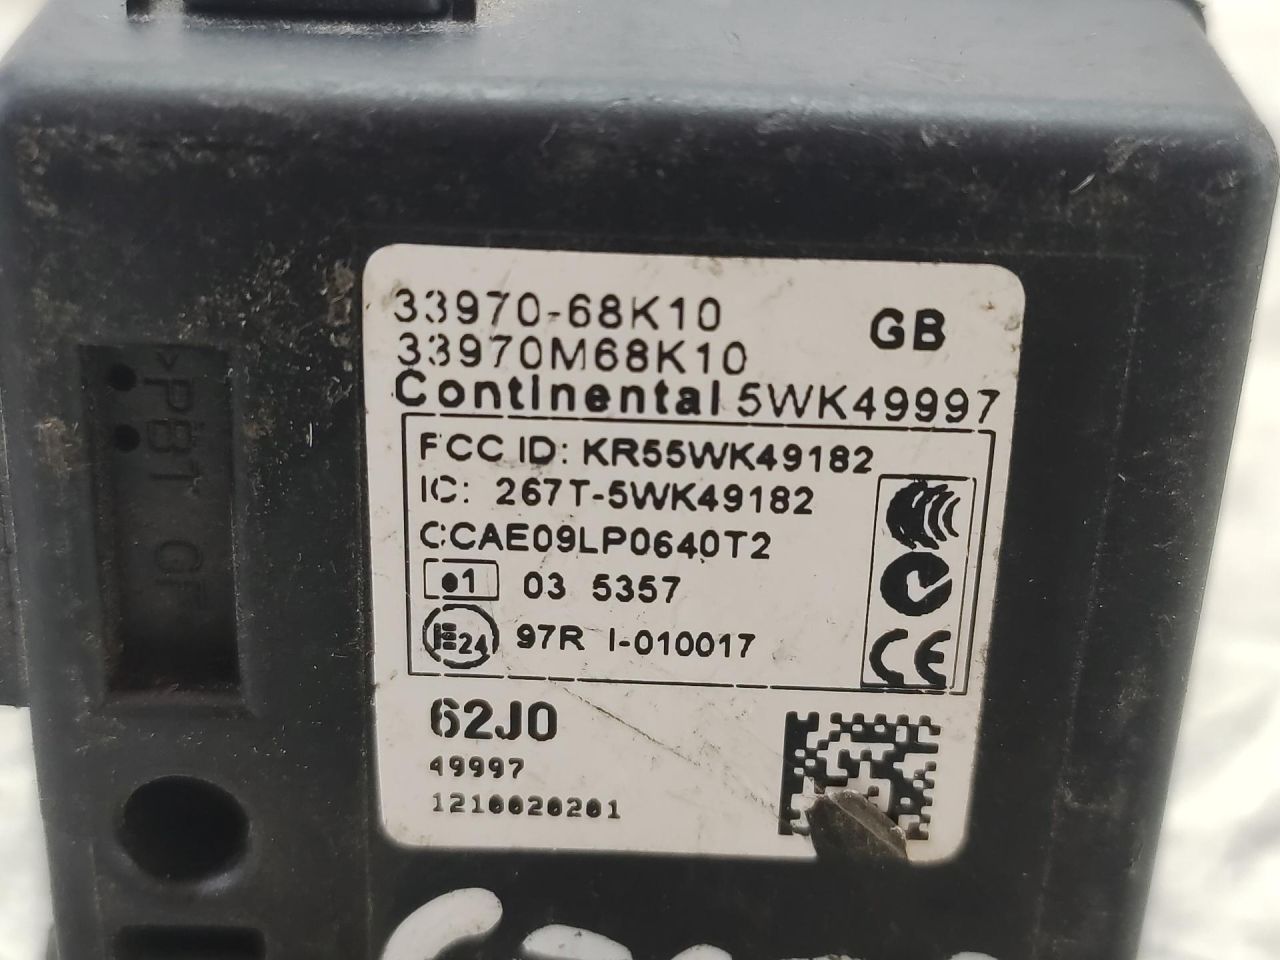 33970-68K10
GB
33970M68K10
Continental 5WK49997
FCC ID: KR55WK49182
IC: 267T-5WK49182
CCAE09LP0640T2
e1 03 5357
E24 97R I-010017
CE
62J0
49997
1210020201